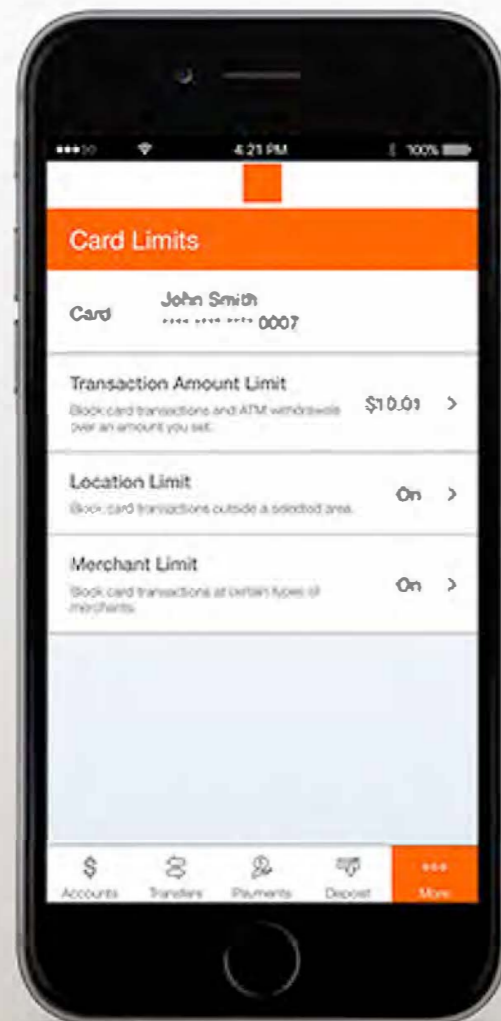 4:21 PM
100%
Card Limits
Card
John Smith
**** **** **** 0007
Transaction Amount Limit
Block card transactions and ATM withdrawals
over an amount you set.
$10.01 >
Location Limit
Block card transactions outside a selected area.
On >
Merchant Limit
Block card transactions at certain types of
merchants.
On >
$
Accounts
Transfers
Payments
Deposit
More